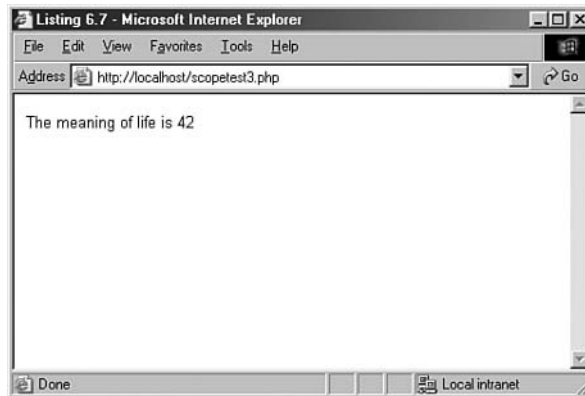 Listing 6.7 - Microsoft Internet Explorer
File Edit View Favorites Tools Help
Address http://localhost/scopetest3.php Go
The meaning of life is 42
Done Local intranet